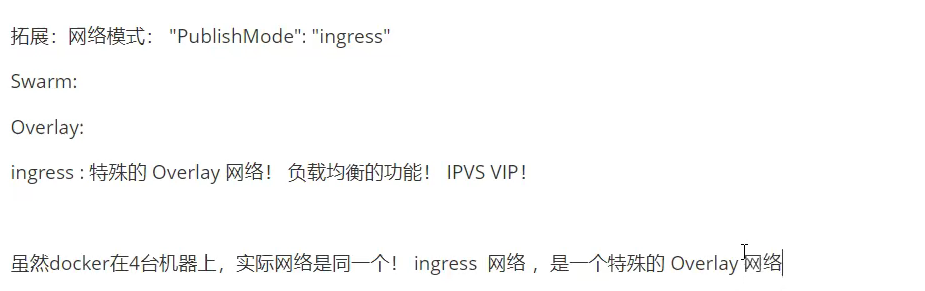 拓展：网络模式： "PublishMode": "ingress"
Swarm:
Overlay:
ingress : 特殊的 Overlay 网络！ 负载均衡的功能！ IPVS VIP！
虽然docker在4台机器上，实际网络是同一个！ ingress 网络 ，是一个特殊的 Overlay 网络